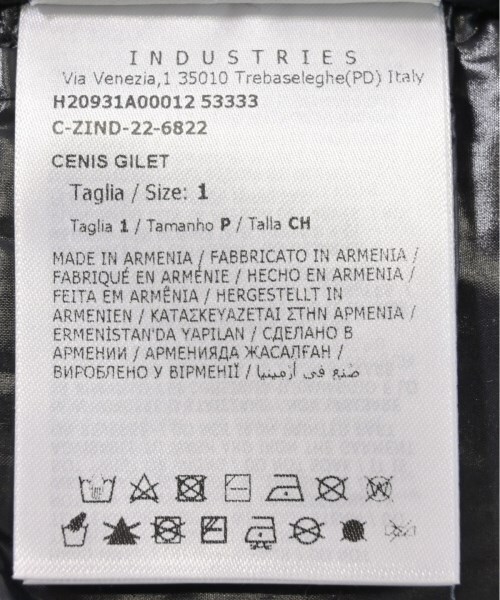 INDUSTRIES
Via Venezia,1 35010 Trebaseleghe(PD) Italy
H20931A00012 53333
C-ZIND-22-6822
CENIS GILET
Taglia / Size: 1
Taglia 1 / Tamanho P / Talla CH
MADE IN ARMENIA / FABBRICATO IN ARMENIA /
FABRIQUÉ EN ARMÉNIE / HECHO EN ARMENIA /
FEITA EM ARMÊNIA / HERGESTELLT IN
ARMENIEN / ΚΑΤΑΣΚΕΥΑΖΕΤΑΙ ΣΤΗΝ ΑΡΜΕΝΙΑ /
ERMENİSTAN'DA YAPILAN / СДЕЛАНО В
АРМЕНИИ / АРМЕНИЯДА ЖАСАЛҒАН /
ВИРОБЛЕНО У ВІРМЕНІЇ / صُنع في أرمينيا